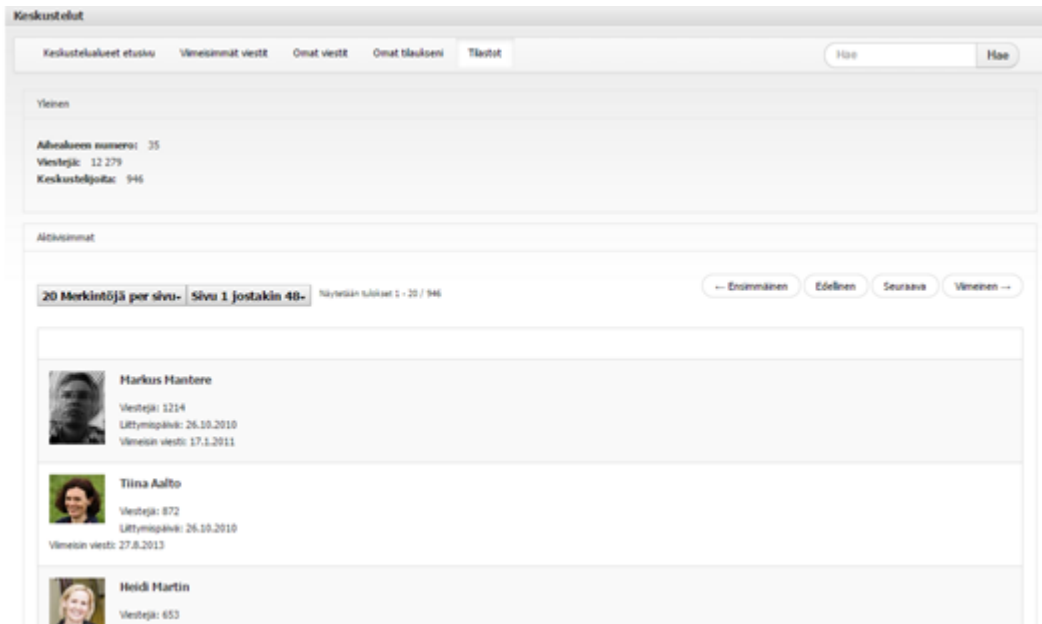 Keskustelut
Keskustelualueet etusivu Viimeisimmät viestit Omat viestit Omat tilaukseni Tilastot Hae Hae
Yleinen
Aihealueen numero: 35
Viestejä: 12 279
Keskustelijoita: 946
Aktiivisimmat
20 Merkintöjä per sivu Sivu 1 jostakin 48 Näytetään tulokset 1 - 20 / 946 ← Ensimmäinen Edellinen Seuraava Viimeinen →
Markus Mantere
Viestejä: 1214
Liittymispäivä: 26.10.2010
Viimeisin viesti: 17.1.2011
Tiina Aalto
Viestejä: 872
Liittymispäivä: 26.10.2010
Viimeisin viesti: 27.8.2013
Heidi Martin
Viestejä: 653